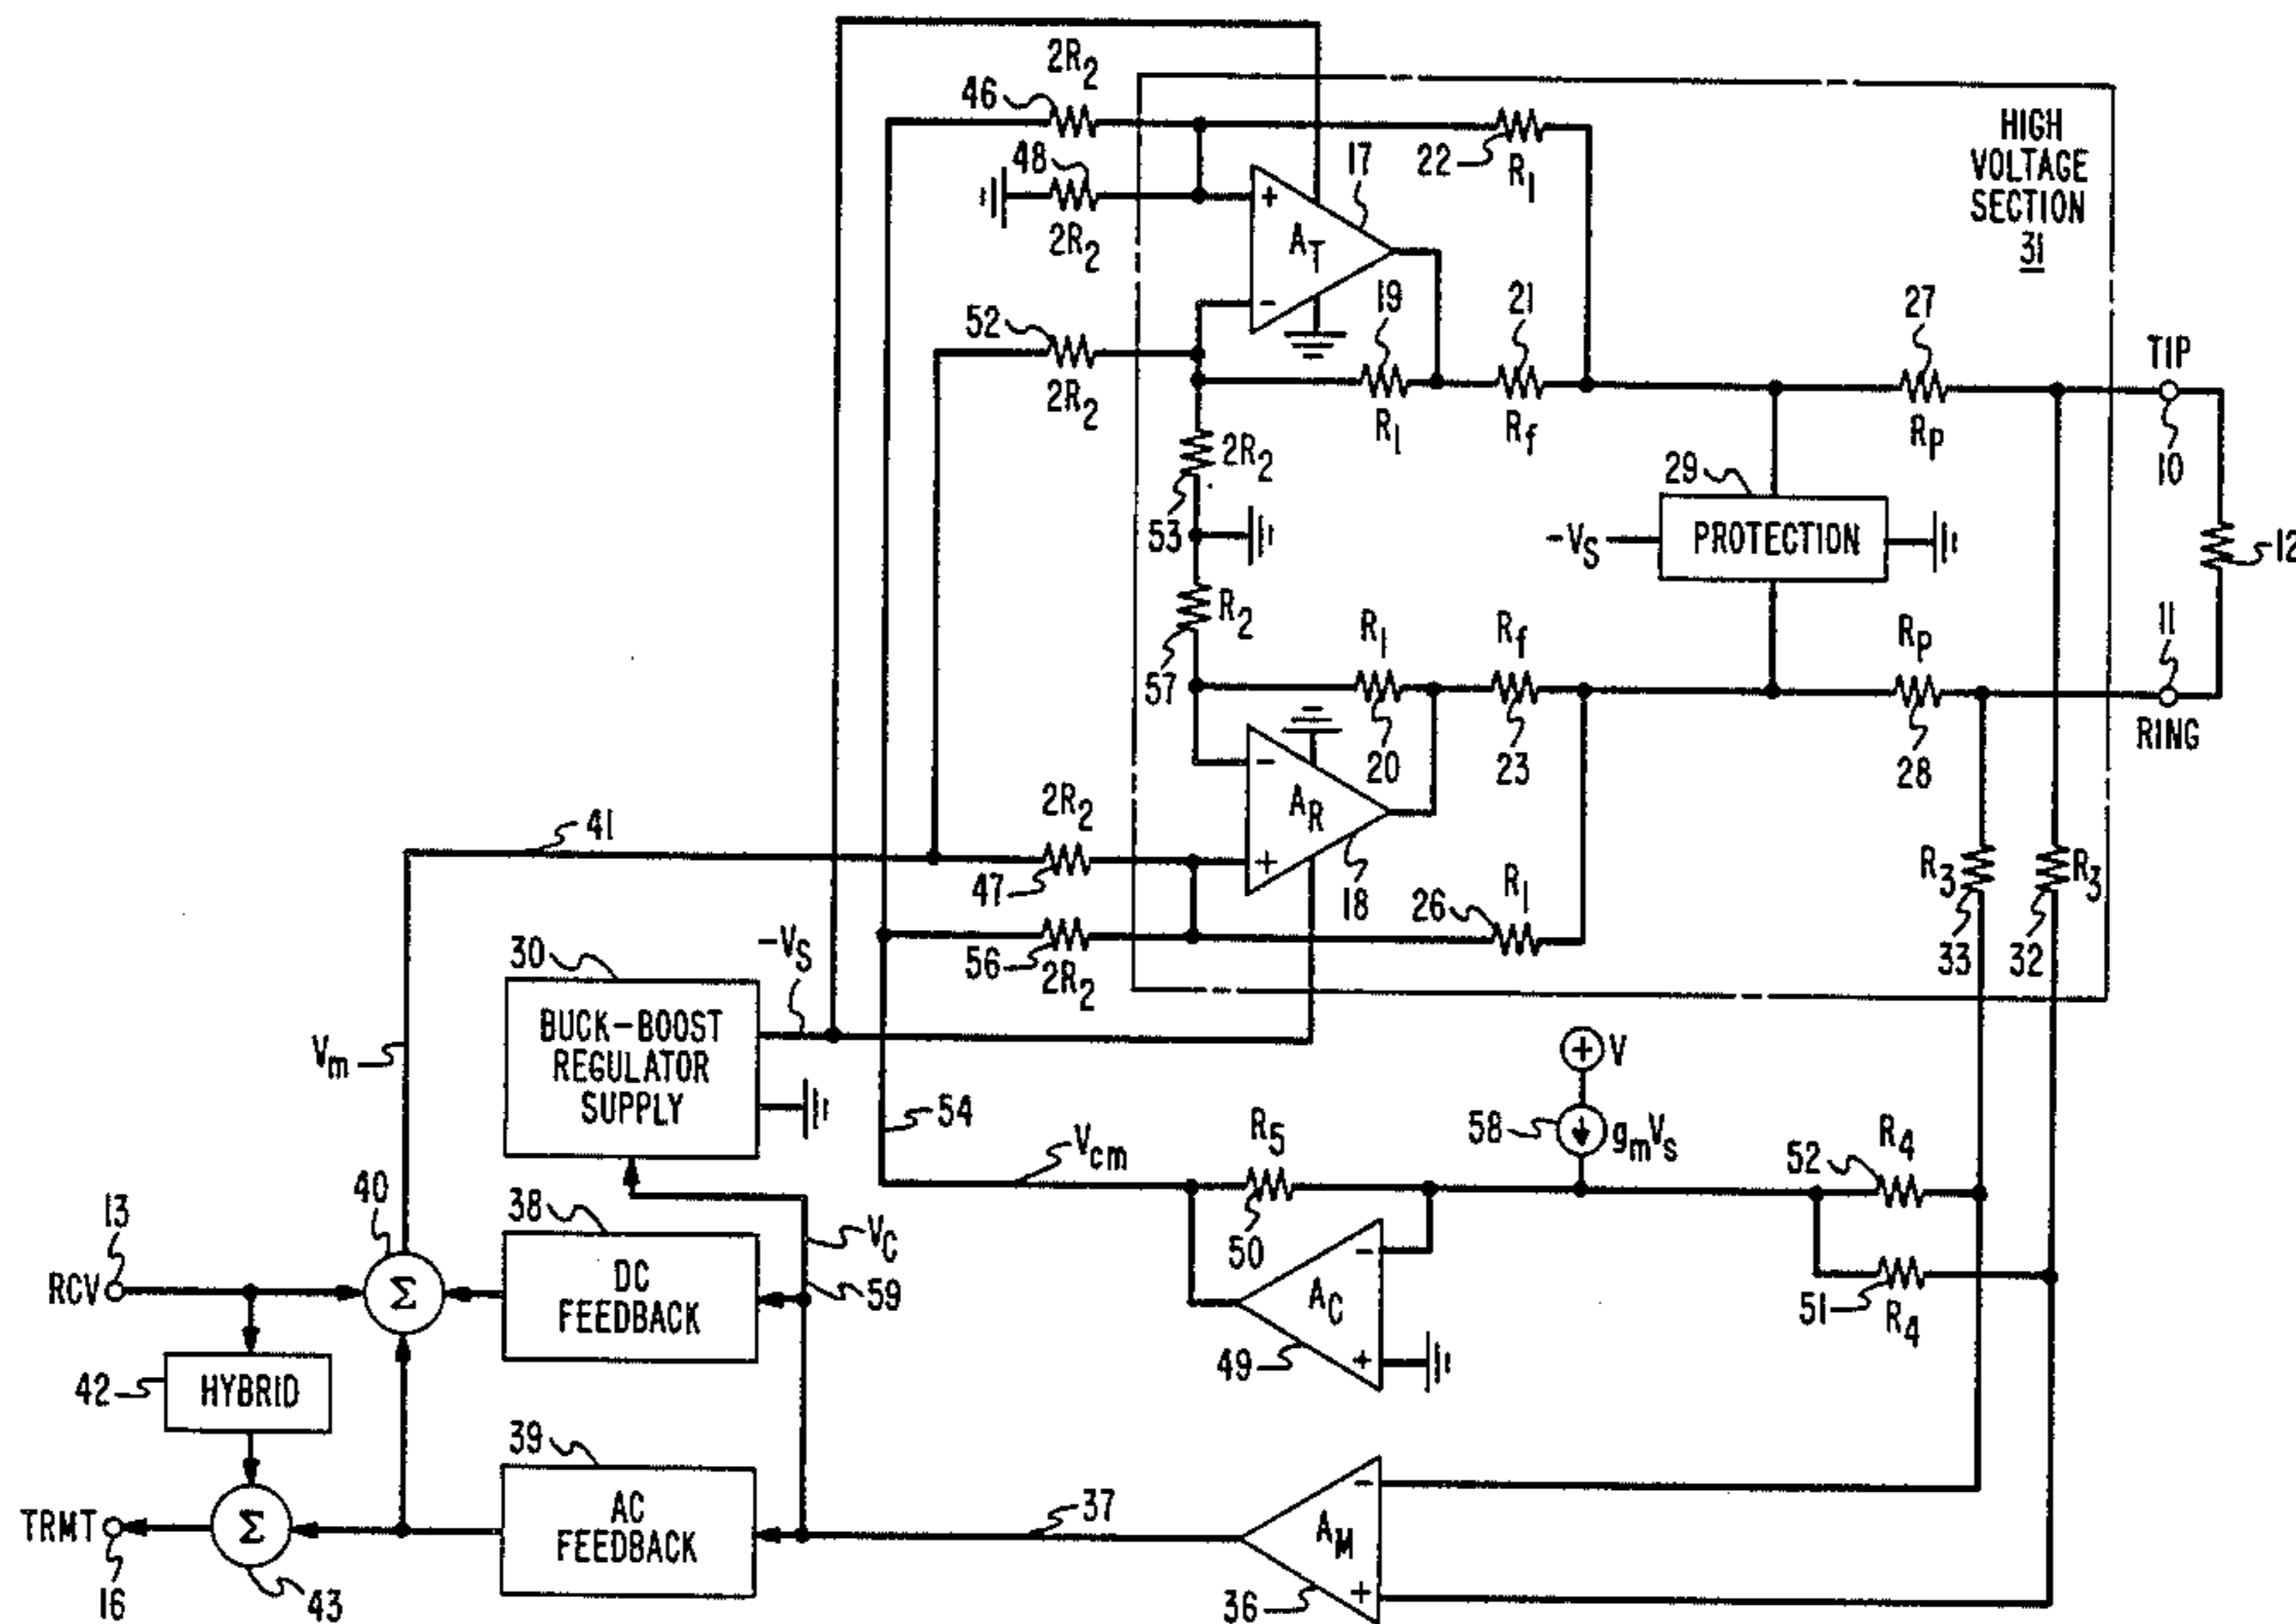 2R2
46
48
2R2
22
R1
17
HIGH
VOLTAGE
SECTION
31
+
AT
-
52
2R2
19
R1
21
Rf
27
RP
TIP
10
2R2
53
29
-VS
PROTECTION
12
R2
57
R1
20
Rf
23
RP
28
11
RING
41
2R2
47
-
AR
+
18
26
R1
R3
33
32
R3
56
2R2
30
-VS
BUCK-BOOST
REGULATOR
SUPPLY
Vm
54
+ V
58
gmVs
Vcm
R5
50
52
R4
51
R4
40
13
RCV
Σ
38
DC
FEEDBACK
VC
59
-
AC
+
49
42
HYBRID
39
AC
FEEDBACK
37
-
AM
+
36
TRMT
16
Σ
43